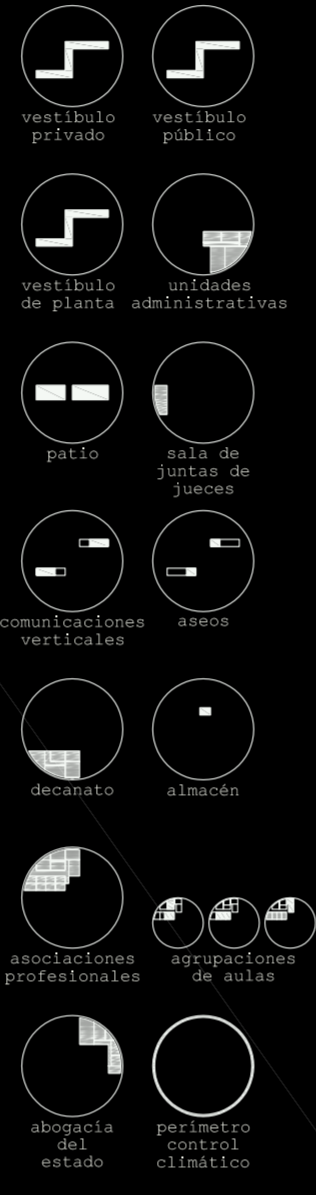 vestíbulo
privado
vestíbulo
público
vestíbulo
de planta
unidades
administrativas
patio
sala de
juntas de
jueces
comunicaciones
verticales
aseos
decanato
almacén
asociaciones
profesionales
agrupaciones
de aulas
abogacía
del
estado
perímetro
control
climático